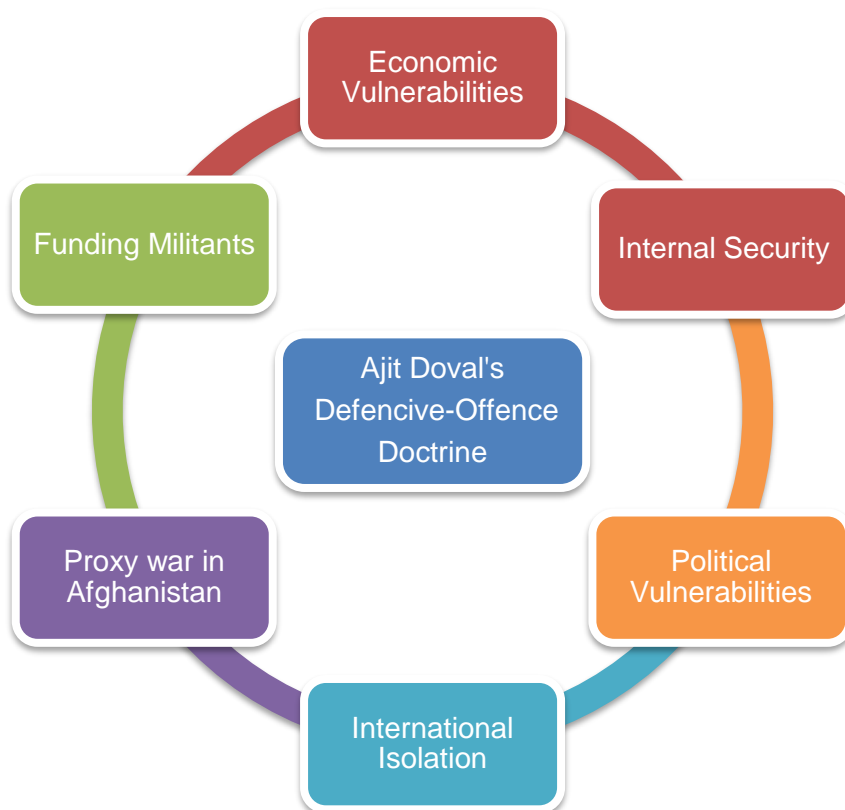 Economic
Vulnerabilities
Funding Militants
Internal Security
Ajit Doval's
Defencive-Offence
Doctrine
Proxy war in
Afghanistan
Political
Vulnerabilities
International
Isolation